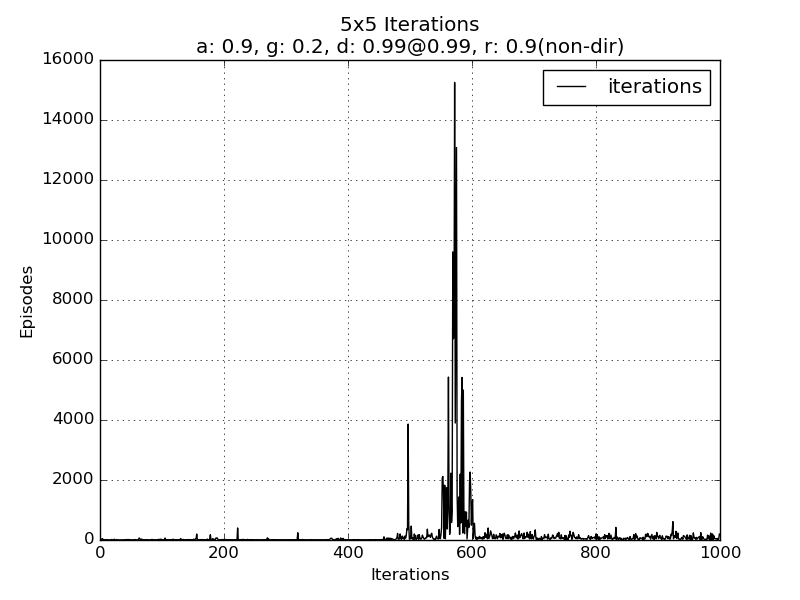 5x5 Iterations
a: 0.9, g: 0.2, d: 0.99@0.99, r: 0.9(non-dir)
iterations
16000
14000
12000
10000
8000
6000
4000
2000
0
Episodes
0 200 400 600 800 1000
Iterations